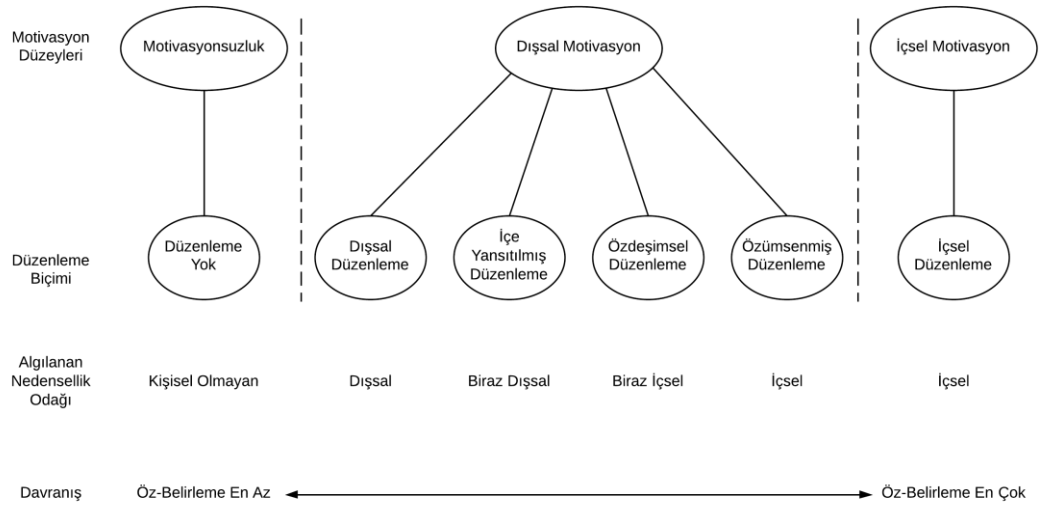 Motivasyon
Düzeyleri
Motivasyonsuzluk
Dışsal Motivasyon
İçsel Motivasyon
Düzenleme
Biçimi
Düzenleme
Yok
Dışsal
Düzenleme
İçe
Yansıtılmış
Düzenleme
Özdeşimsel
Düzenleme
Özümsenmiş
Düzenleme
İçsel
Düzenleme
Algılanan
Nedensellik
Odağı
Kişisel Olmayan
Dışsal
Biraz Dışsal
Biraz İçsel
İçsel
İçsel
Davranış
Öz-Belirleme En Az
Öz-Belirleme En Çok